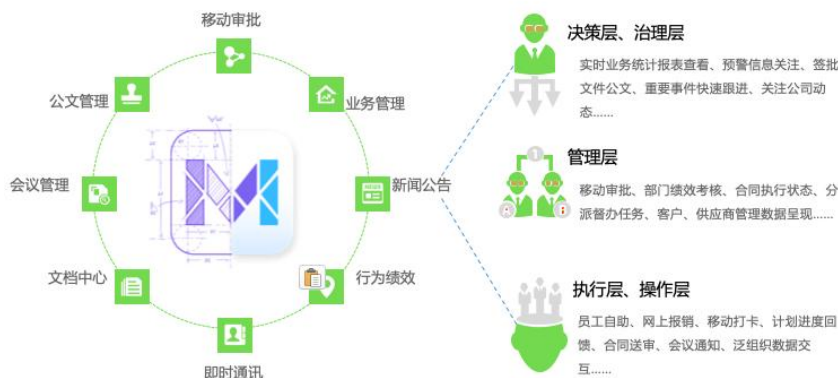 移动审批
公文管理
业务管理
会议管理
新闻公告
文档中心
行为绩效
即时通讯
决策层、治理层
实时业务统计报表查看、预警信息关注、签批
文件公文、重要事件快速跟进、关注公司动
态......
管理层
移动审批、部门绩效考核、合同执行状态、分
派督办任务、客户、供应商管理数据呈现......
执行层、操作层
员工自助、网上报销、移动打卡、计划进度回
馈、合同送审、会议通知、泛组织数据交
互......